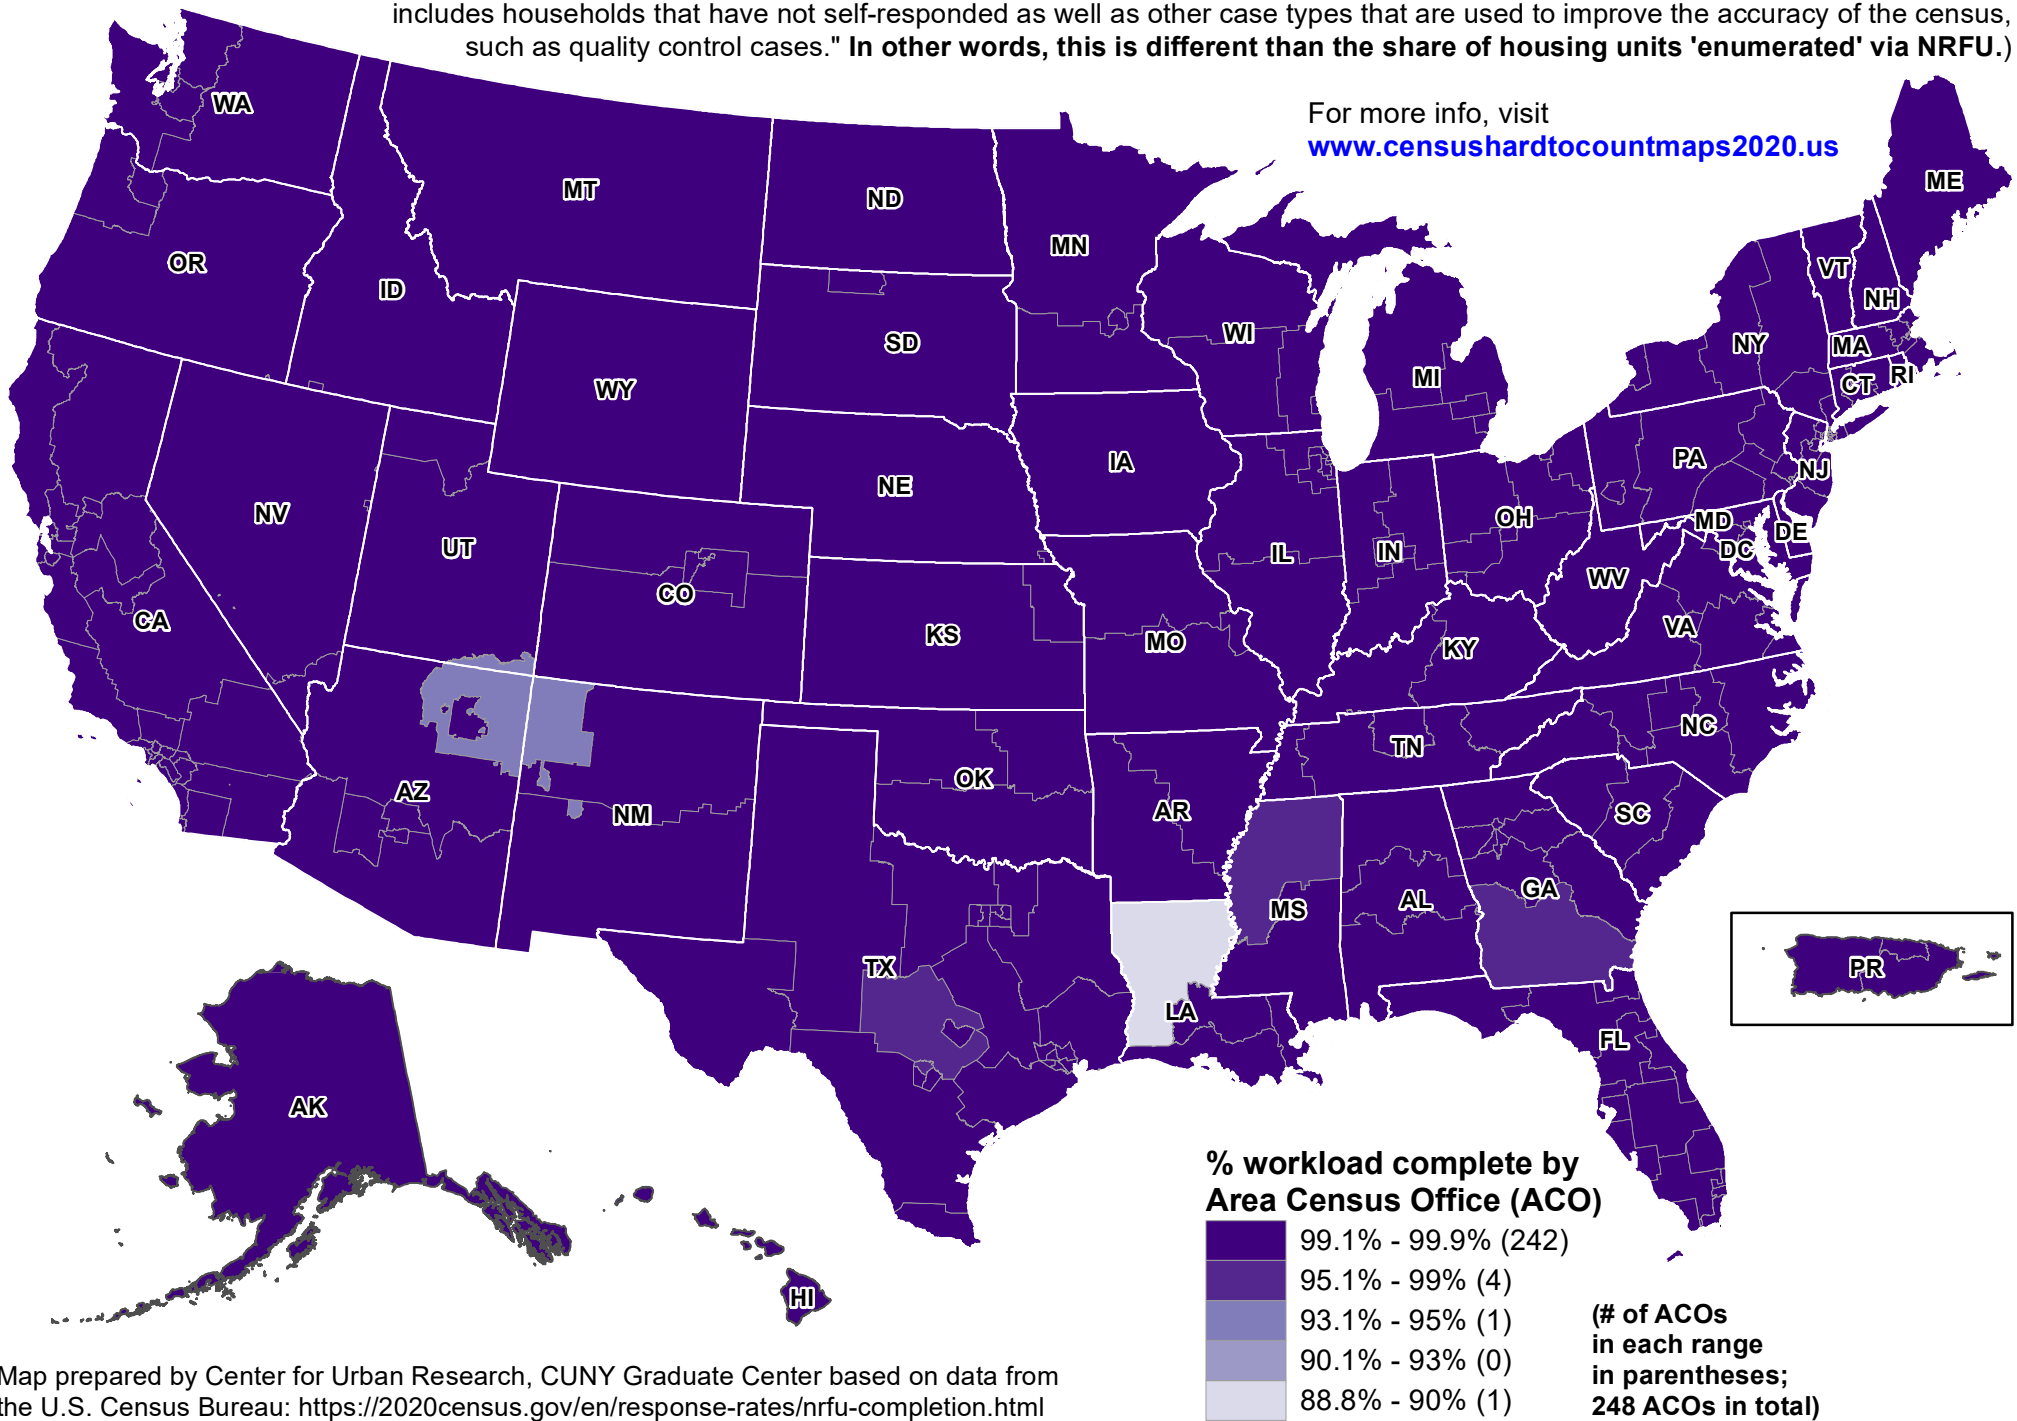 includes households that have not self-responded as well as other case types that are used to improve the accuracy of the census,
such as quality control cases." In other words, this is different than the share of housing units 'enumerated' via NRFU.)
For more info, visit
www.censushardtocountmaps2020.us
WA
MT
ND
MN
ME
OR
ID
SD
WI
MI
NY
VT
NH
MA
CT
RI
WY
NE
IA
PA
NJ
NV
UT
CO
KS
MO
IL
IN
OH
MD
DE
DC
WV
VA
KY
CA
AZ
NM
OK
AR
TN
NC
SC
MS
AL
GA
TX
LA
FL
PR
AK
HI
% workload complete by
Area Census Office (ACO)
99.1% - 99.9% (242)
95.1% - 99% (4)
93.1% - 95% (1)
90.1% - 93% (0)
88.8% - 90% (1)
(# of ACOs
in each range
in parentheses;
248 ACOs in total)
Map prepared by Center for Urban Research, CUNY Graduate Center based on data from
the U.S. Census Bureau: https://2020census.gov/en/response-rates/nrfu-completion.html